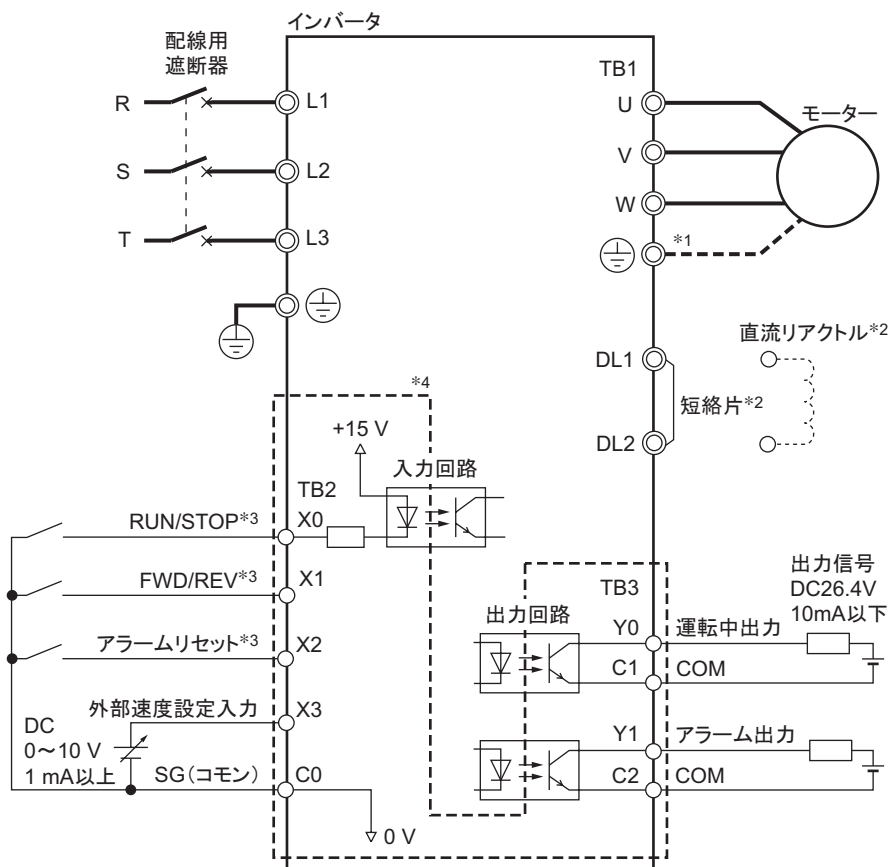 インバータ
配線用
遮断器
TB1
R
L1
U
モーター
S
L2
V
W
T
L3
*1
直流リアクトル*2
DL1
短絡片*2
DL2
*4
+15 V
入力回路
TB2
RUN/STOP*3
X0
FWD/REV*3
X1
アラームリセット*3
X2
外部速度設定入力
X3
DC
0～10 V
1 mA以上
SG(コモン)
C0
0 V
出力信号
DC26.4V
10mA以下
TB3
出力回路
Y0
運転中出力
C1
COM
Y1
アラーム出力
C2
COM